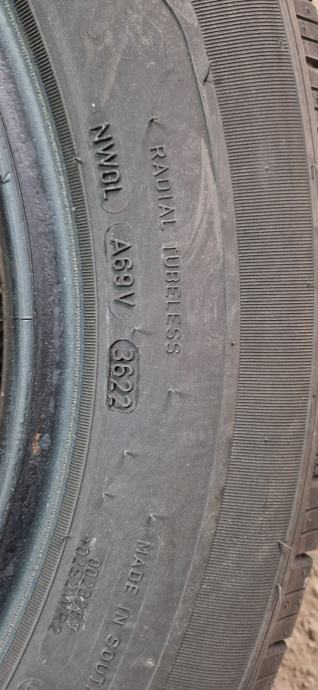 RADIAL TUBELESS
NW0L A69V 3622
MADE IN SOUT